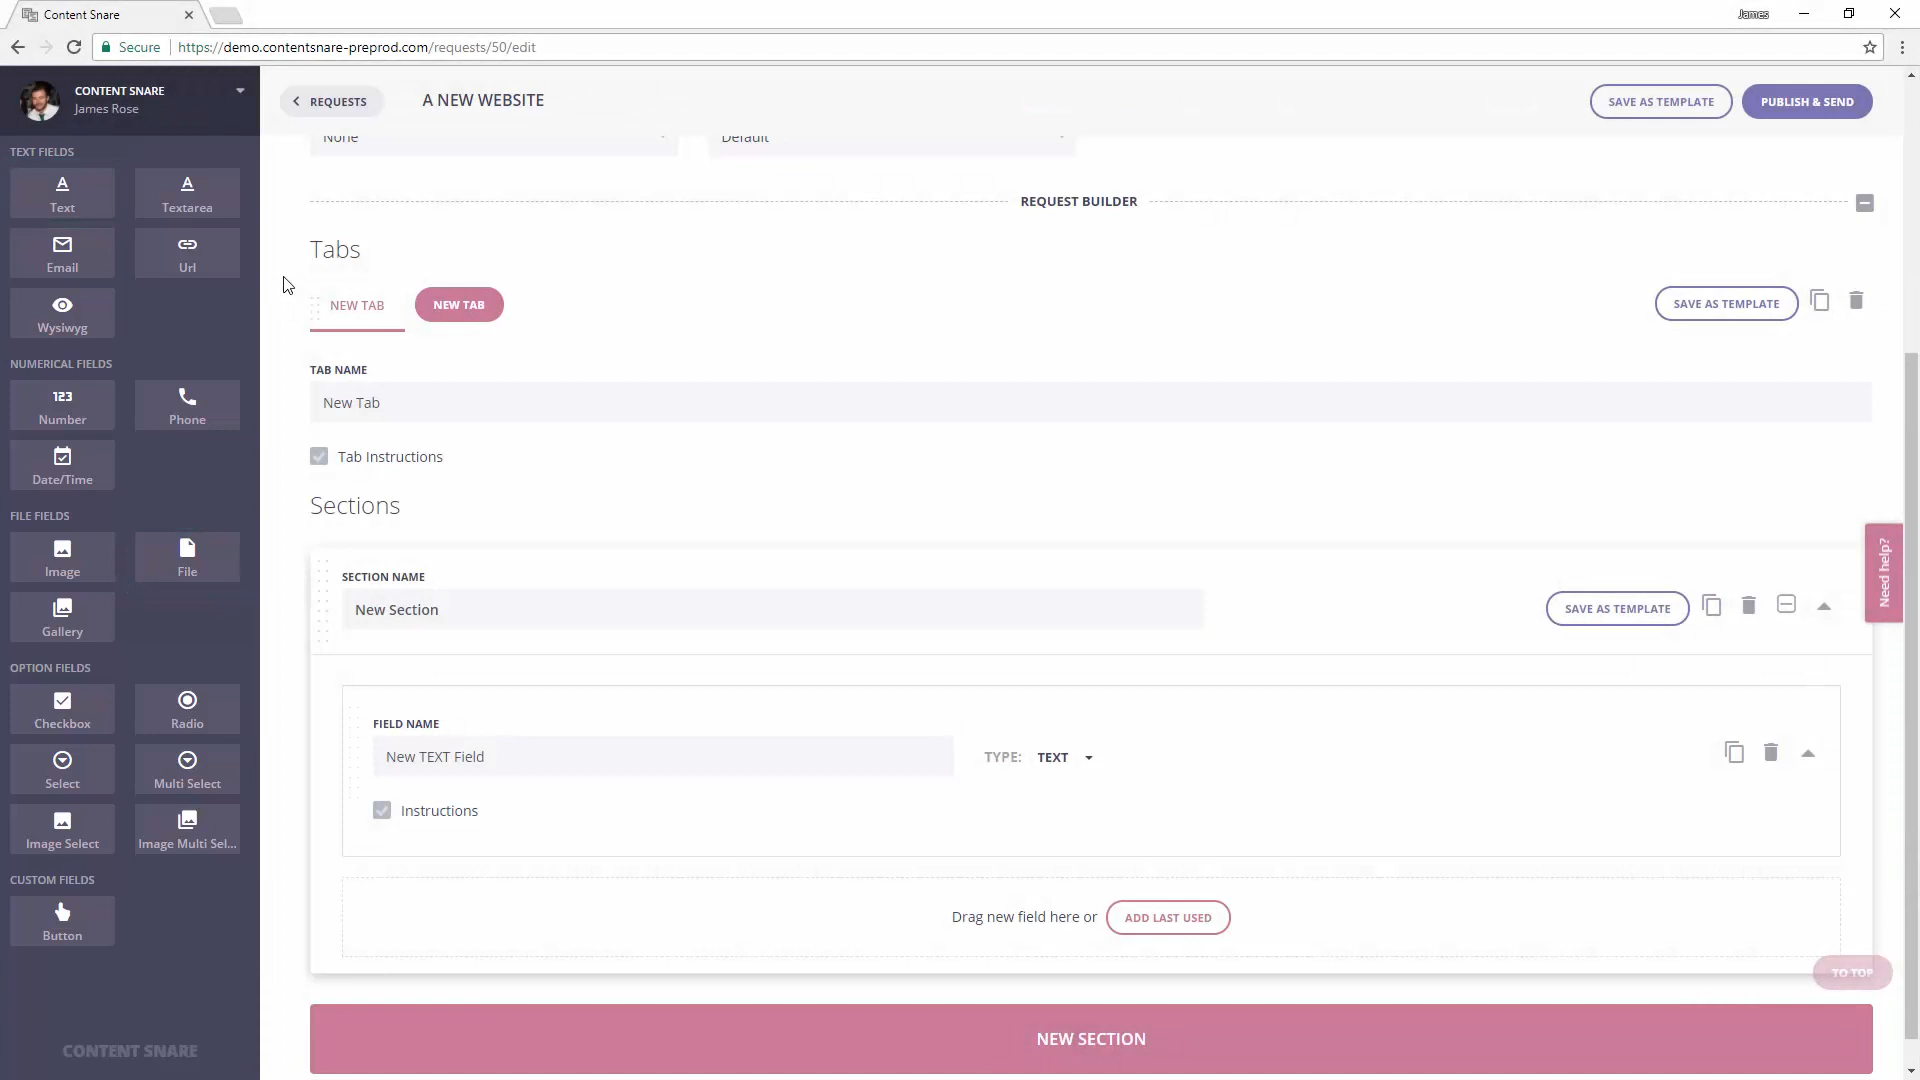 Content Snare
James
Secure
https://demo.contentsnare-preprod.com/requests/50/edit
CONTENT SNARE
James Rose
REQUESTS
A NEW WEBSITE
SAVE AS TEMPLATE
PUBLISH & SEND
None
Default
TEXT FIELDS
Text
Textarea
Email
Url
Wysiwyg
NUMERICAL FIELDS
123
Number
Phone
Date/Time
FILE FIELDS
Image
File
Gallery
OPTION FIELDS
Checkbox
Radio
Select
Multi Select
Image Select
Image Multi Sel...
CUSTOM FIELDS
Button
CONTENT SNARE
REQUEST BUILDER
Tabs
NEW TAB
NEW TAB
SAVE AS TEMPLATE
TAB NAME
New Tab
Tab Instructions
Sections
SECTION NAME
New Section
SAVE AS TEMPLATE
FIELD NAME
New TEXT Field
TYPE: TEXT
Instructions
Drag new field here or ADD LAST USED
Need help?
TO TOP
NEW SECTION